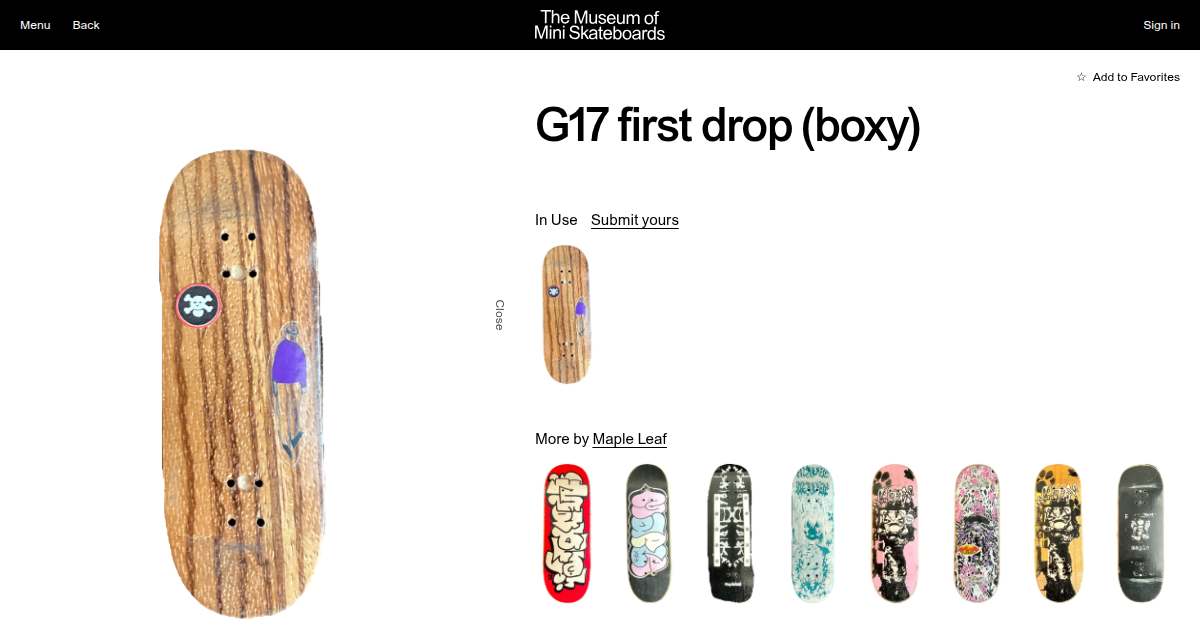 Menu
Back
The Museum of
Mini Skateboards
Sign in
☆ Add to Favorites
G17 first drop (boxy)
In Use
Submit yours
Close
More by Maple Leaf